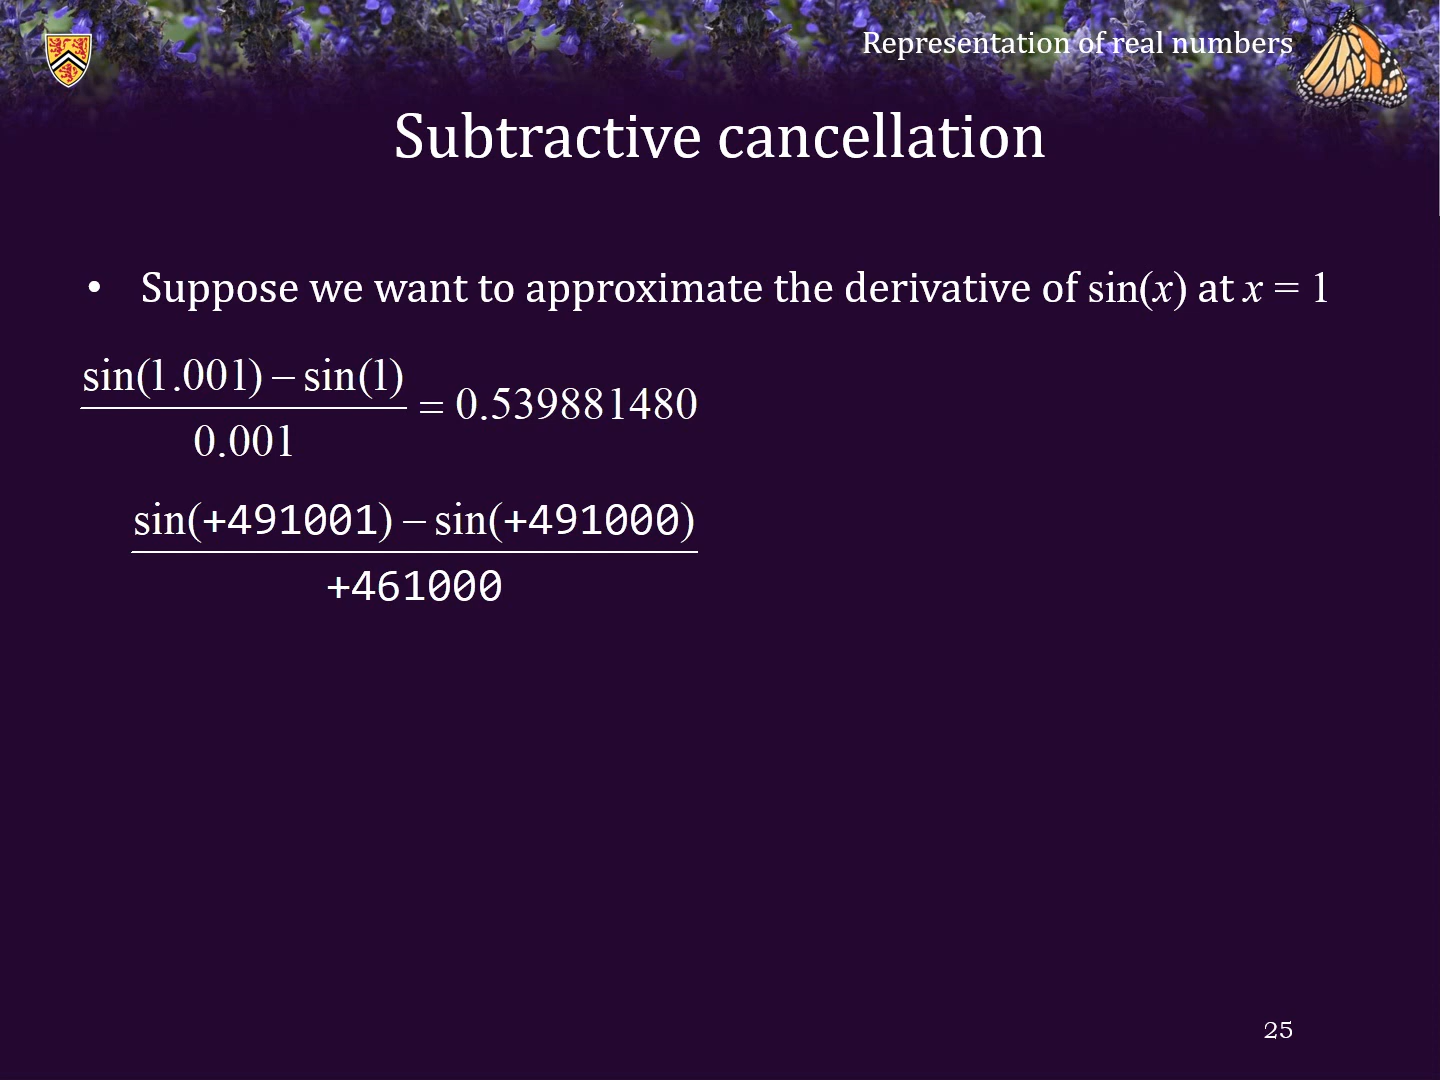 Representation of real numbers
Subtractive cancellation
• Suppose we want to approximate the derivative of sin(x) at x = 1
sin(1.001) – sin(1)
= 0.539881480
0.001
sin(+491001) – sin(+491000)
+461000
25